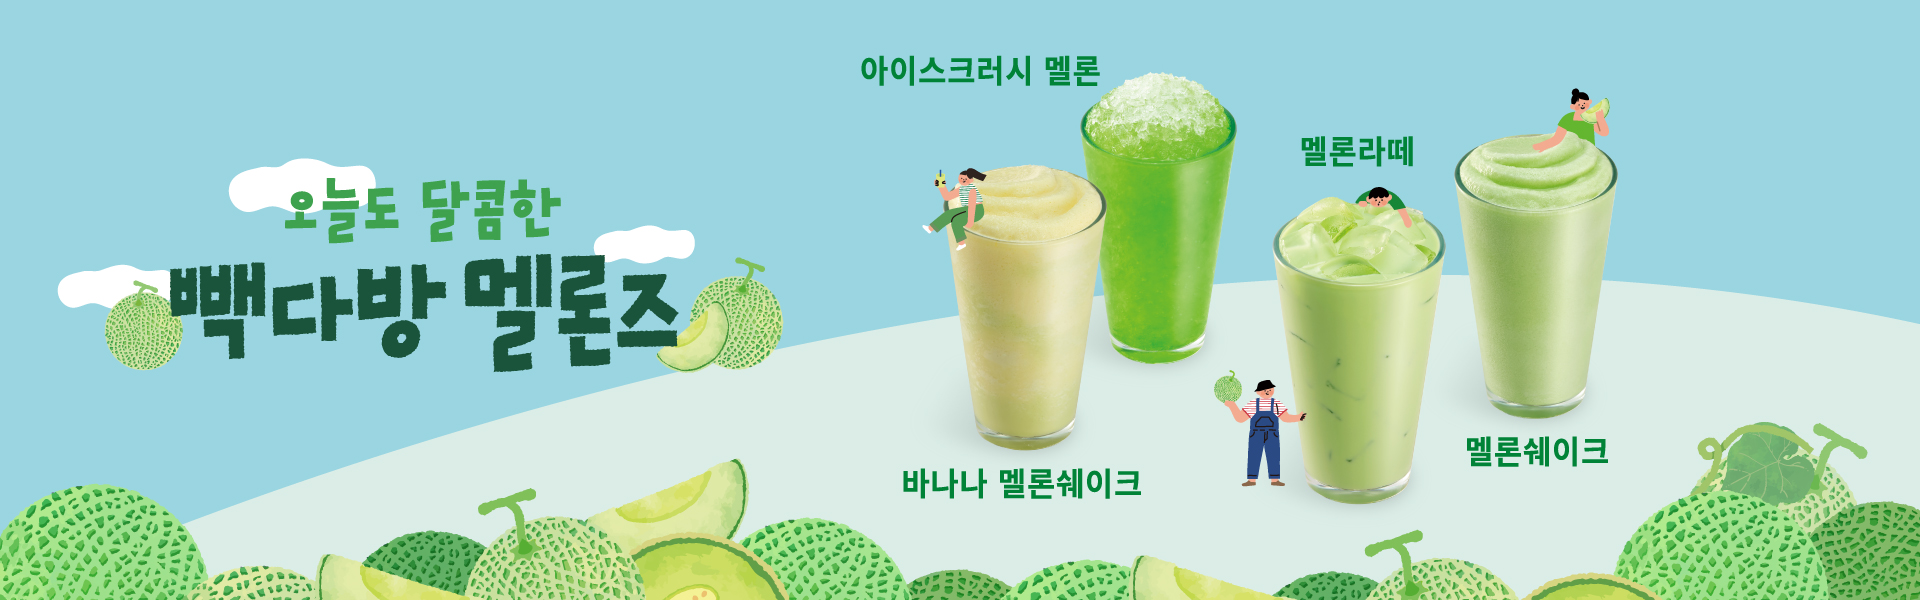 오늘도 달콤한
빽다방 멜론즈
아이스크러시 멜론
멜론라떼
바나나 멜론쉐이크
멜론쉐이크